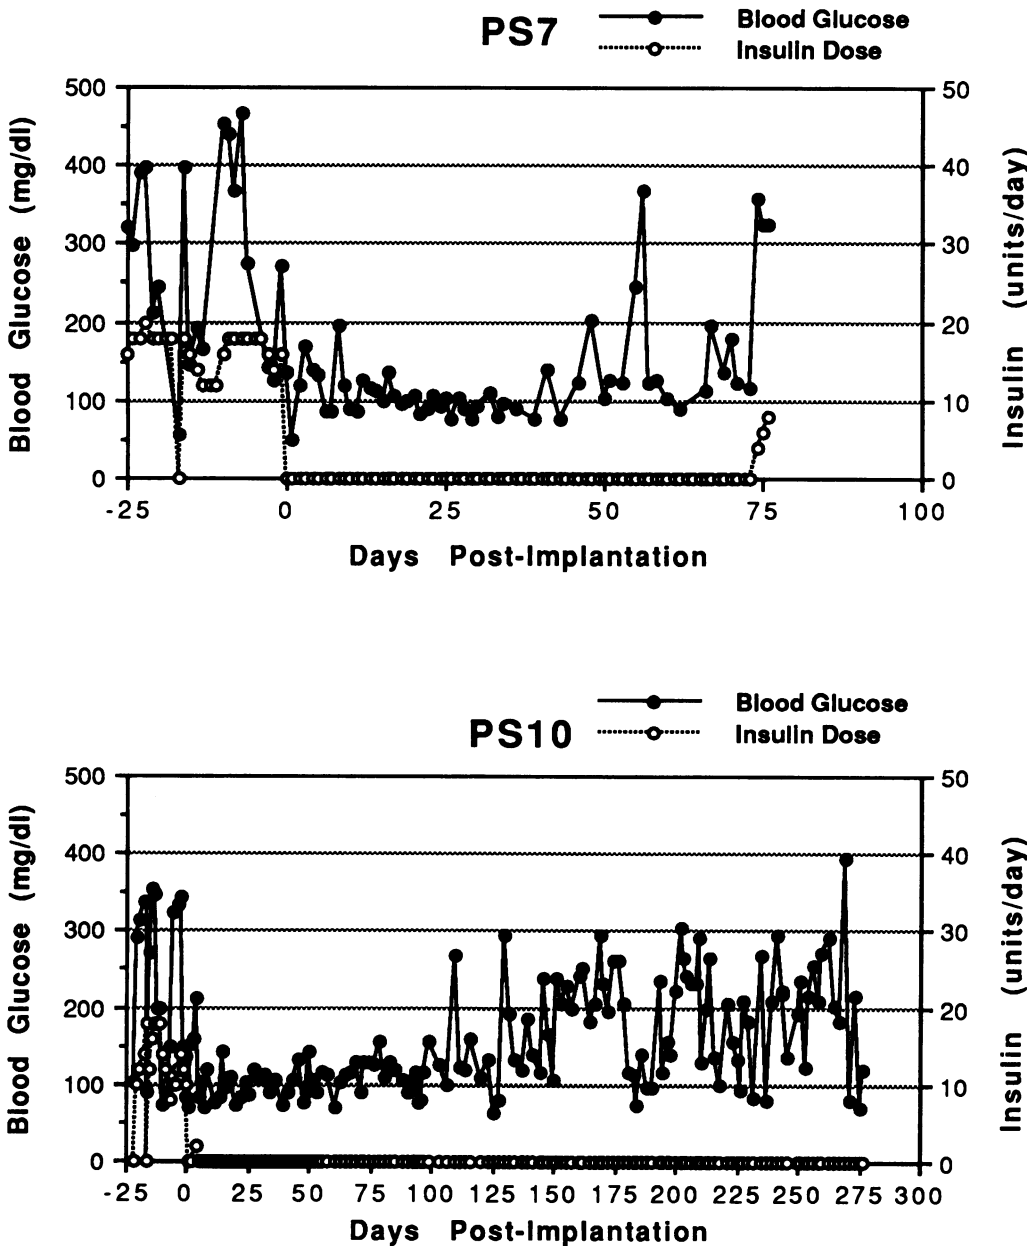 PS7
Blood Glucose
Insulin Dose
500
400
300
200
100
0
50
40
30
20
10
0
Blood Glucose (mg/dl)
Insulin (units/day)
-25 0 25 50 75 100
Days Post-Implantation
PS10
Blood Glucose
Insulin Dose
500
400
300
200
100
0
50
40
30
20
10
0
Blood Glucose (mg/dl)
Insulin (units/day)
-25 0 25 50 75 100 125 150 175 200 225 250 275 300
Days Post-Implantation